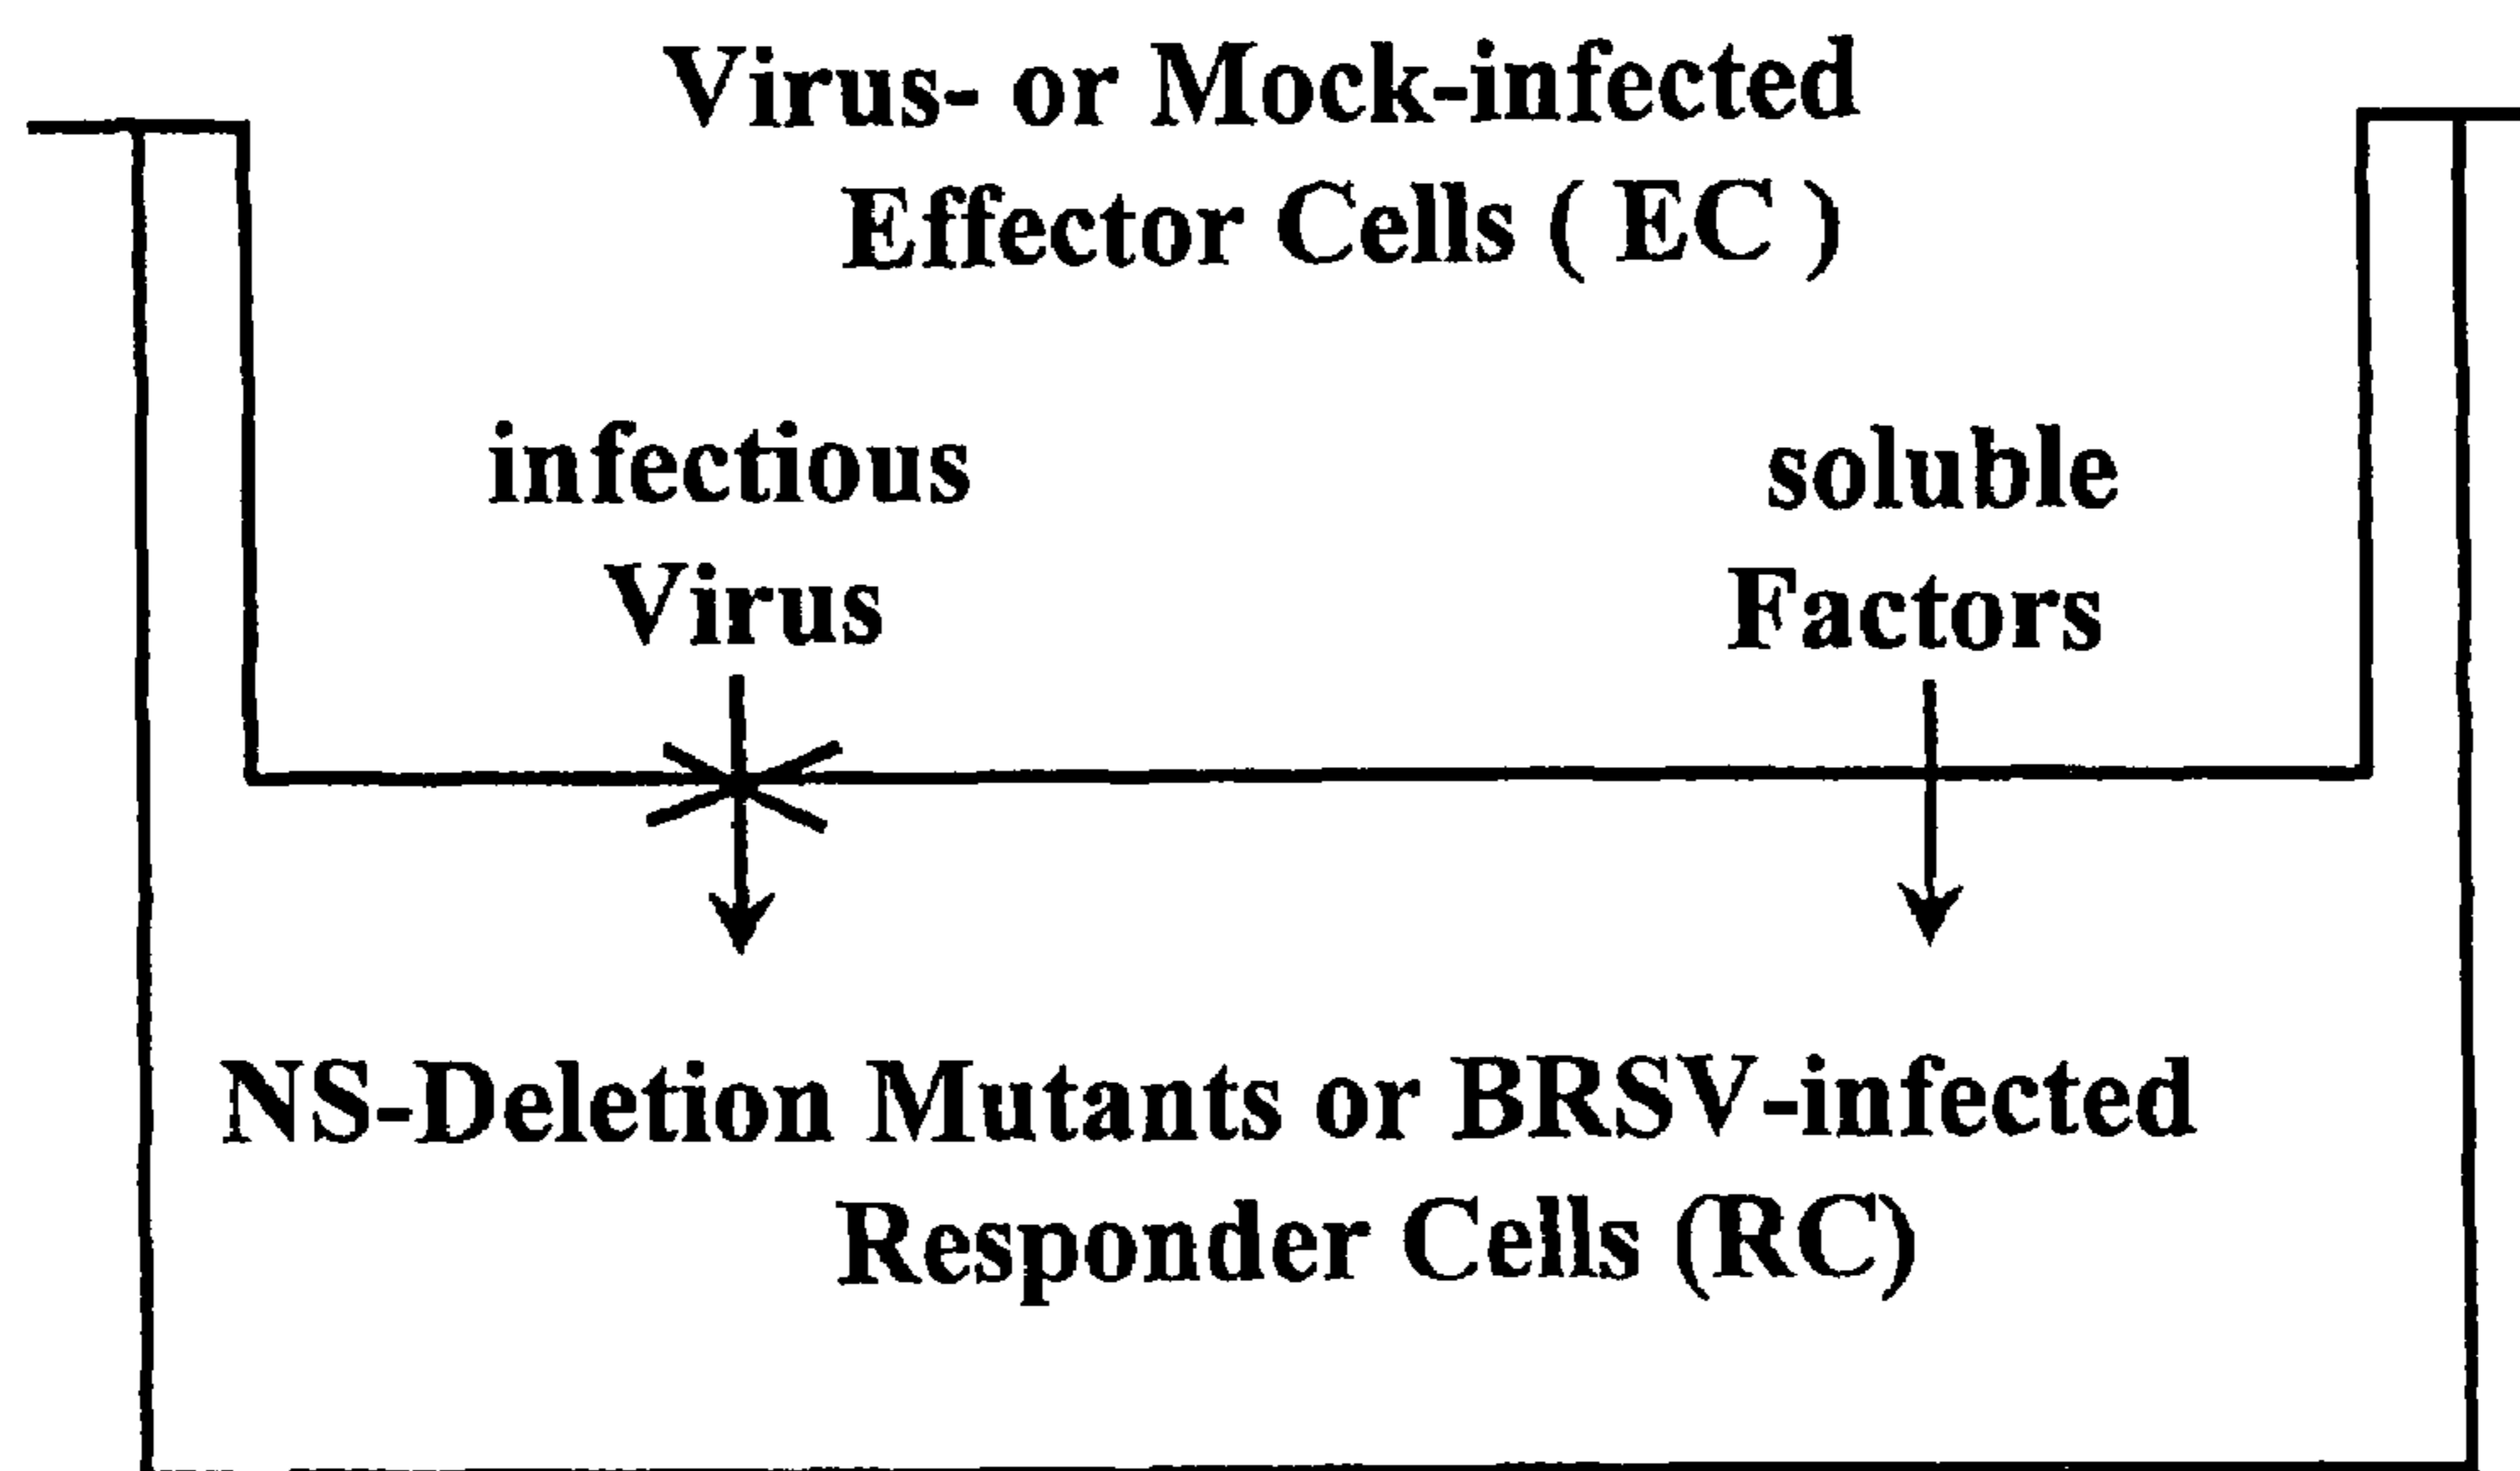 Virus- or Mock-infected
Effector Cells ( EC )
infectious
Virus
soluble
Factors
NS-Deletion Mutants or BRSV-infected
Responder Cells (RC)